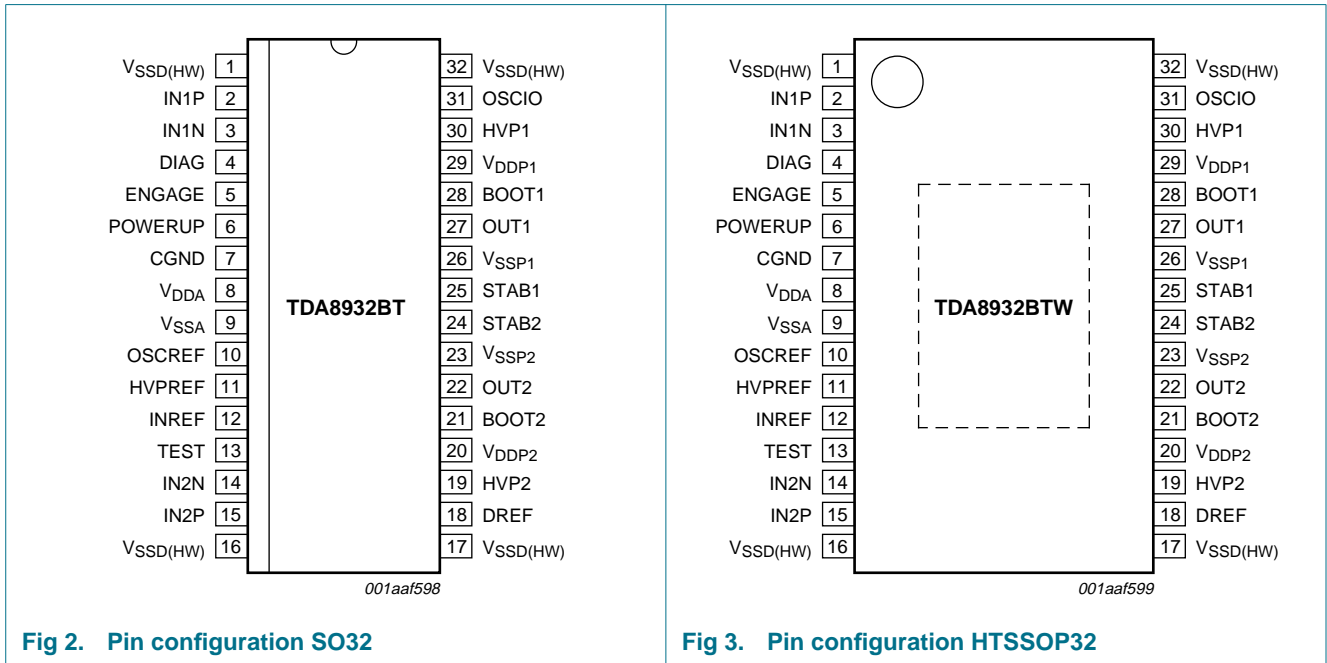 VSSD(HW) 1
IN1P 2
IN1N 3
DIAG 4
ENGAGE 5
POWERUP 6
CGND 7
VDDA 8
VSSA 9
OSCREF 10
HVPREF 11
INREF 12
TEST 13
IN2N 14
IN2P 15
VSSD(HW) 16
TDA8932BT
32 VSSD(HW)
31 OSCIO
30 HVP1
29 VDDP1
28 BOOT1
27 OUT1
26 VSSP1
25 STAB1
24 STAB2
23 VSSP2
22 OUT2
21 BOOT2
20 VDDP2
19 HVP2
18 DREF
17 VSSD(HW)
001aaf598
Fig 2. Pin configuration SO32
VSSD(HW) 1
IN1P 2
IN1N 3
DIAG 4
ENGAGE 5
POWERUP 6
CGND 7
VDDA 8
VSSA 9
OSCREF 10
HVPREF 11
INREF 12
TEST 13
IN2N 14
IN2P 15
VSSD(HW) 16
TDA8932BTW
32 VSSD(HW)
31 OSCIO
30 HVP1
29 VDDP1
28 BOOT1
27 OUT1
26 VSSP1
25 STAB1
24 STAB2
23 VSSP2
22 OUT2
21 BOOT2
20 VDDP2
19 HVP2
18 DREF
17 VSSD(HW)
001aaf599
Fig 3. Pin configuration HTSSOP32